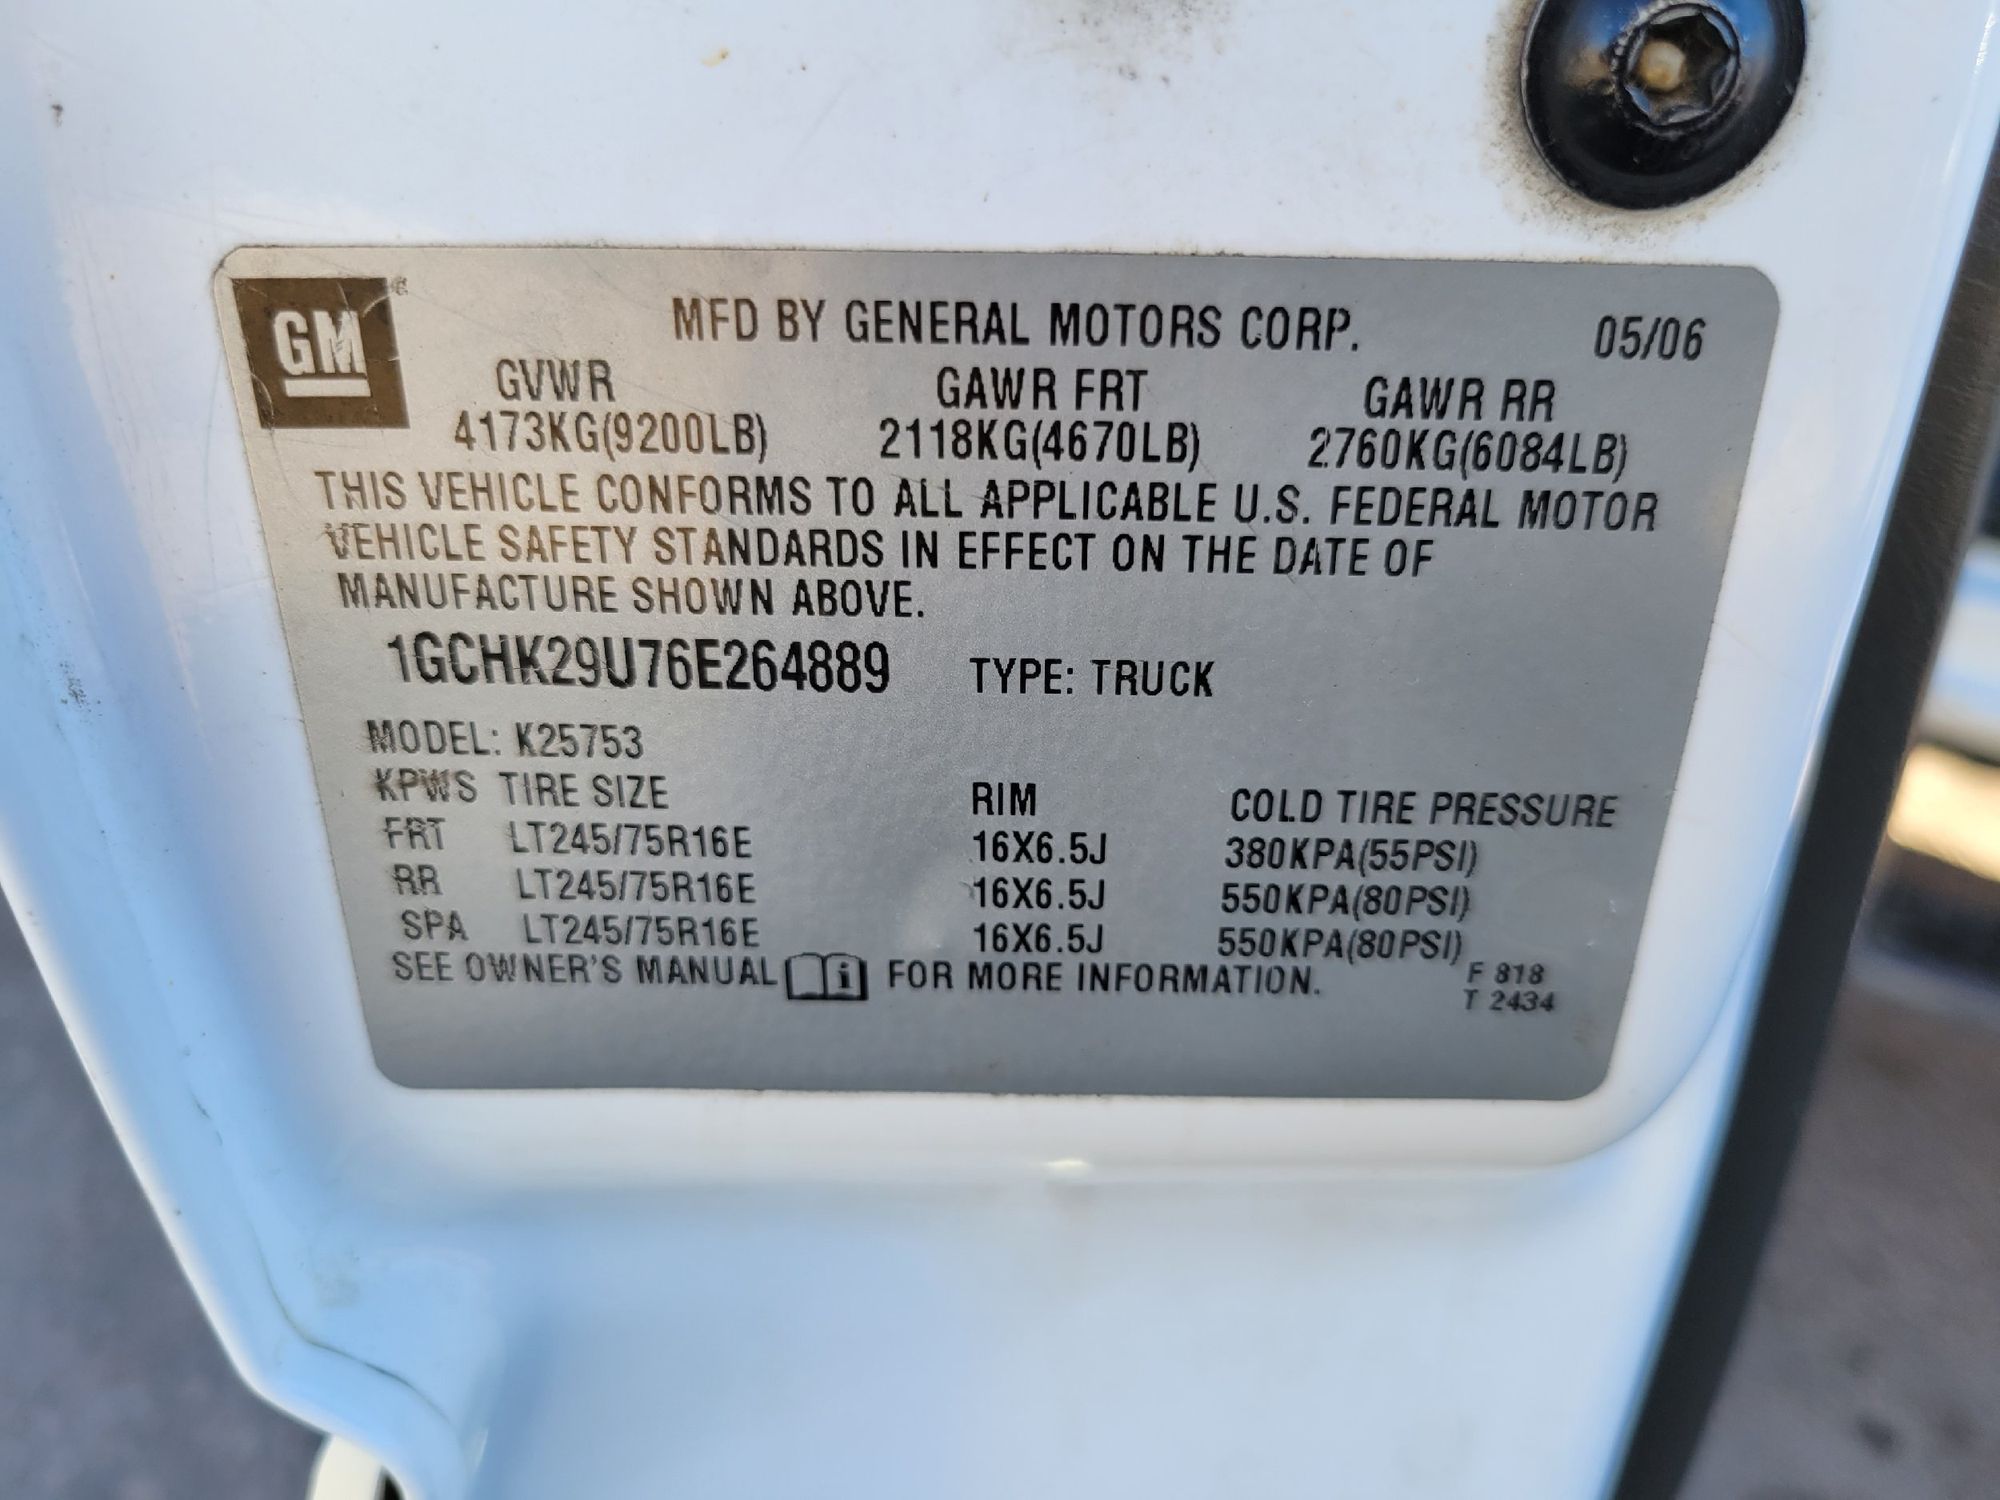 GM
MFD BY GENERAL MOTORS CORP. 05/06
GVWR GAWR FRT GAWR RR
4173KG(9200LB) 2118KG(4670LB) 2760KG(6084LB)
THIS VEHICLE CONFORMS TO ALL APPLICABLE U.S. FEDERAL MOTOR
VEHICLE SAFETY STANDARDS IN EFFECT ON THE DATE OF
MANUFACTURE SHOWN ABOVE.
1GCHK29U76E264889 TYPE: TRUCK
MODEL: K25753
KPWS TIRE SIZE RIM COLD TIRE PRESSURE
FRT LT245/75R16E 16X6.5J 380KPA(55PSI)
RR LT245/75R16E 16X6.5J 550KPA(80PSI)
SPA LT245/75R16E 16X6.5J 550KPA(80PSI)
SEE OWNER'S MANUAL i FOR MORE INFORMATION. F 818
T 2434